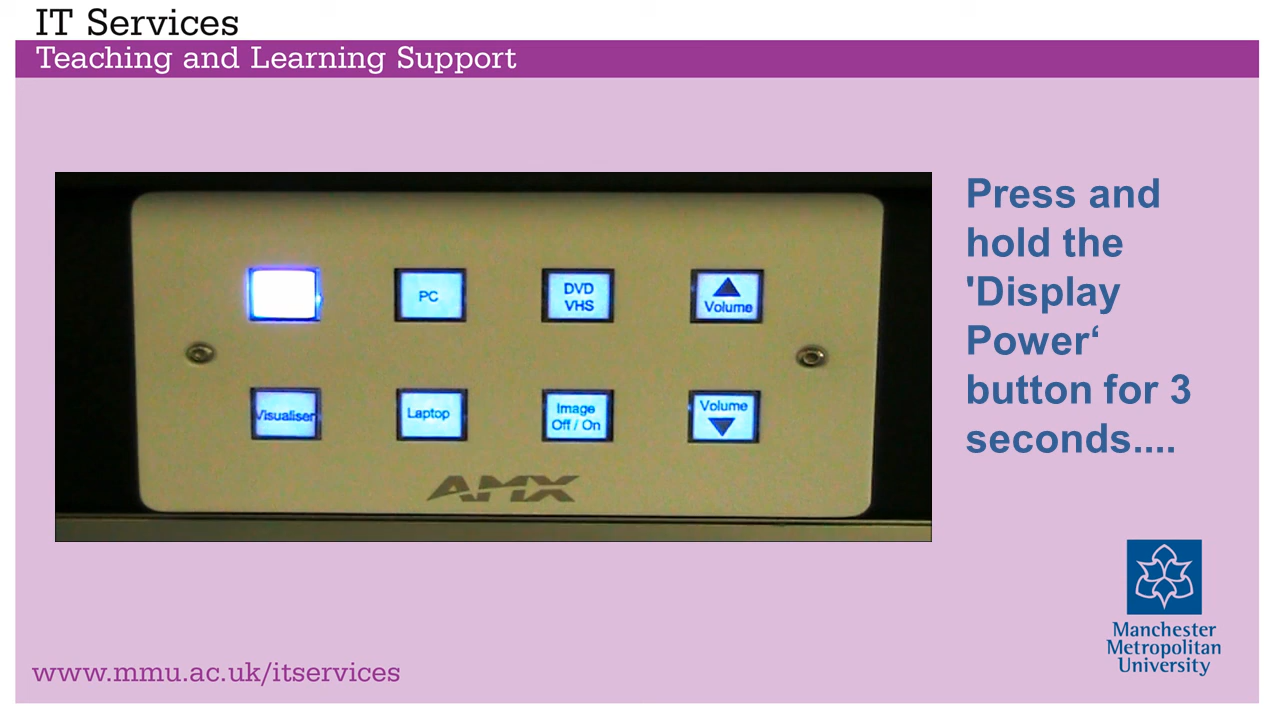 IT Services
Teaching and Learning Support
PC
DVD
VHS
Volume
Visualiser
Laptop
Image
Off / On
Volume
AMX
Press and
hold the
'Display
Power‘
button for 3
seconds....
www.mmu.ac.uk/itservices
Manchester
Metropolitan
University